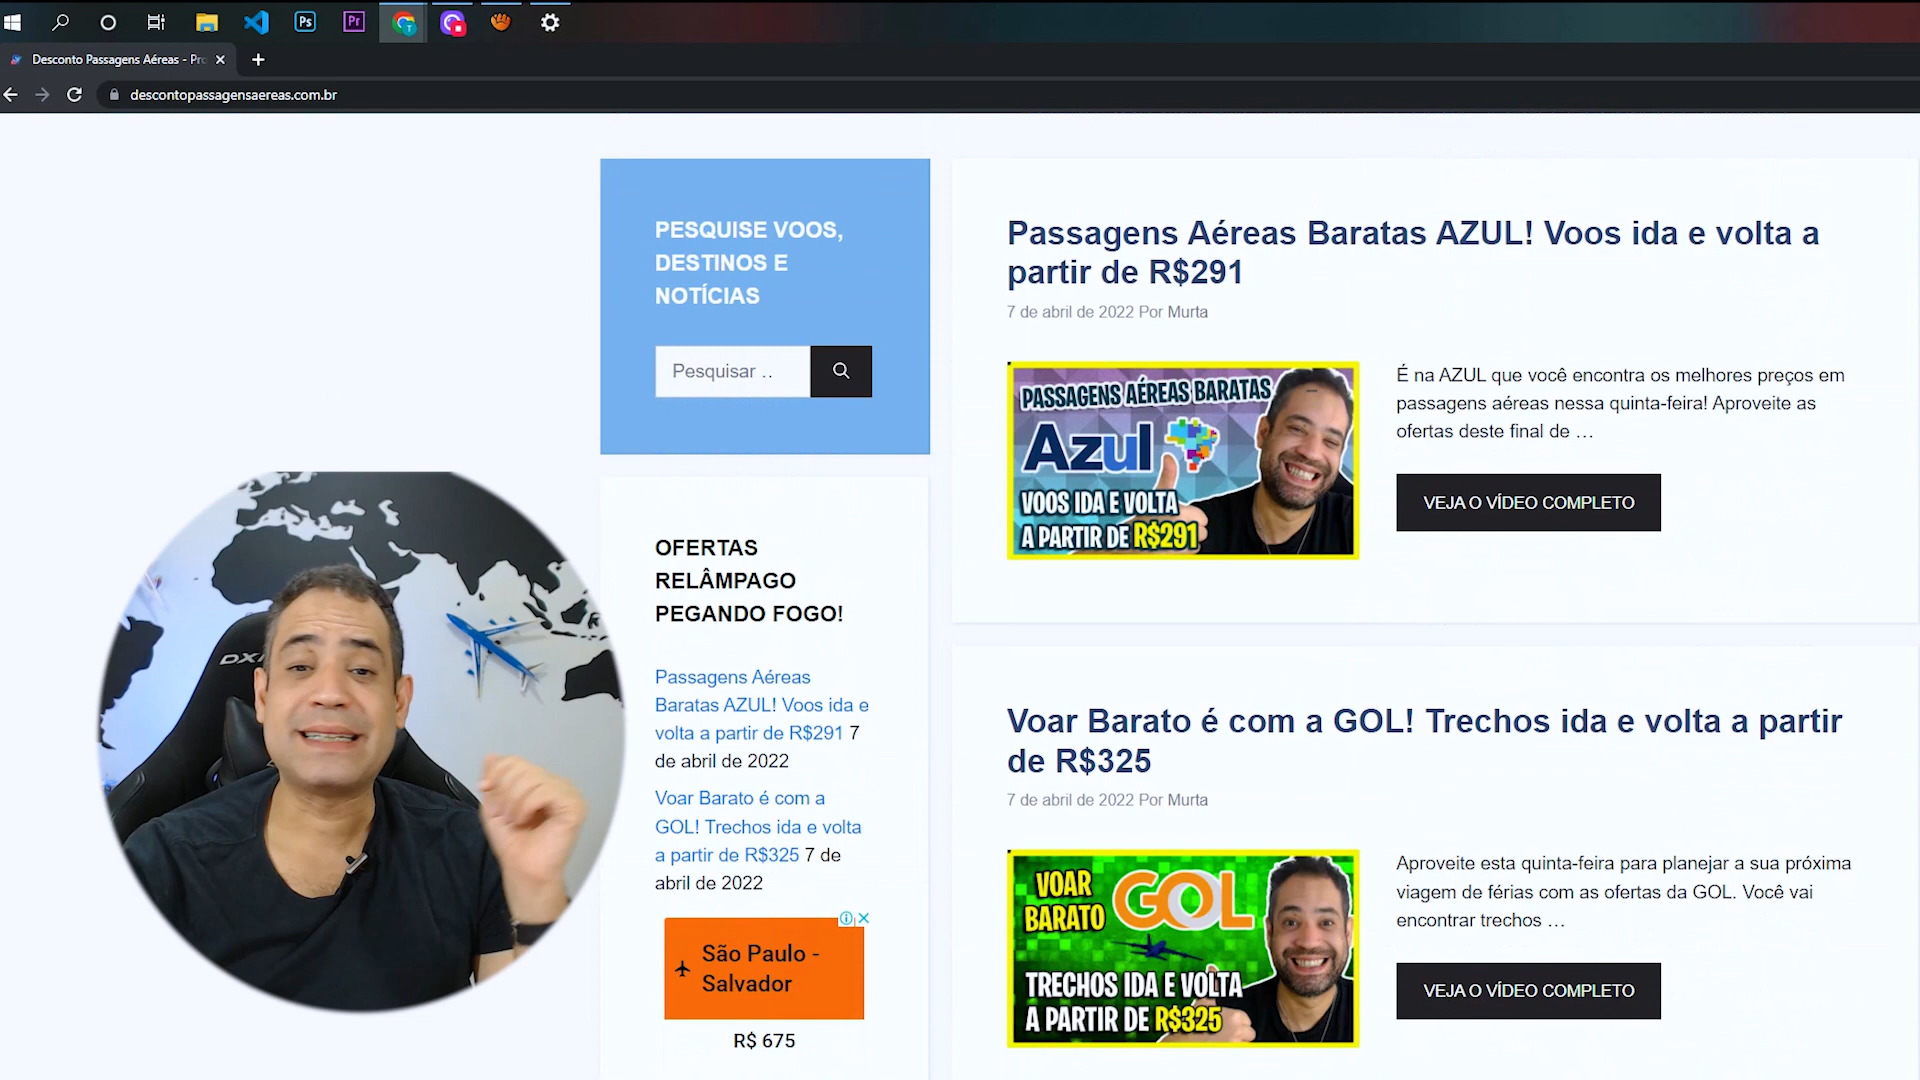 Ps
Pr
Desconto Passagens Aéreas - Pro
descontopassagensaereas.com.br
PESQUISE VOOS,
DESTINOS E
NOTÍCIAS
Pesquisar ..
OFERTAS
RELÂMPAGO
PEGANDO FOGO!
Passagens Aéreas
Baratas AZUL! Voos ida e
volta a partir de R$291 7
de abril de 2022
Voar Barato é com a
GOL! Trechos ida e volta
a partir de R$325 7 de
abril de 2022
São Paulo -
Salvador
R$ 675
Passagens Aéreas Baratas AZUL! Voos ida e volta a
partir de R$291
7 de abril de 2022 Por Murta
PASSAGENS AÉREAS BARATAS
Azul
VOOS IDA E VOLTA
A PARTIR DE R$291
É na AZUL que você encontra os melhores preços em
passagens aéreas nessa quinta-feira! Aproveite as
ofertas deste final de …
VEJA O VÍDEO COMPLETO
Voar Barato é com a GOL! Trechos ida e volta a partir
de R$325
7 de abril de 2022 Por Murta
VOAR
BARATO
GOL
TRECHOS IDA E VOLTA
A PARTIR DE R$325
Aproveite esta quinta-feira para planejar a sua próxima
viagem de férias com as ofertas da GOL. Você vai
encontrar trechos …
VEJA O VÍDEO COMPLETO